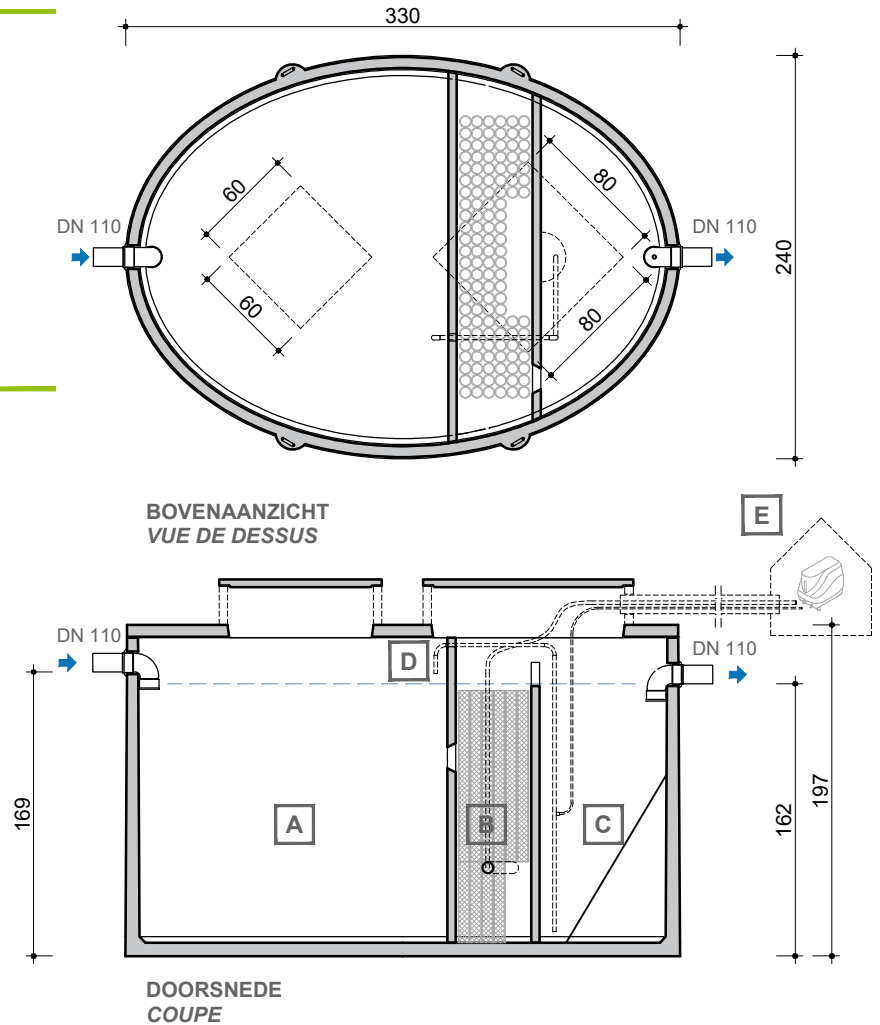 330
60
80
DN 110
DN 110
240
60
80
BOVENAANZICHT
VUE DE DESSUS
E
DN 110
D
DN 110
169
A
B
C
162
197
DOORSNEDE
COUPE